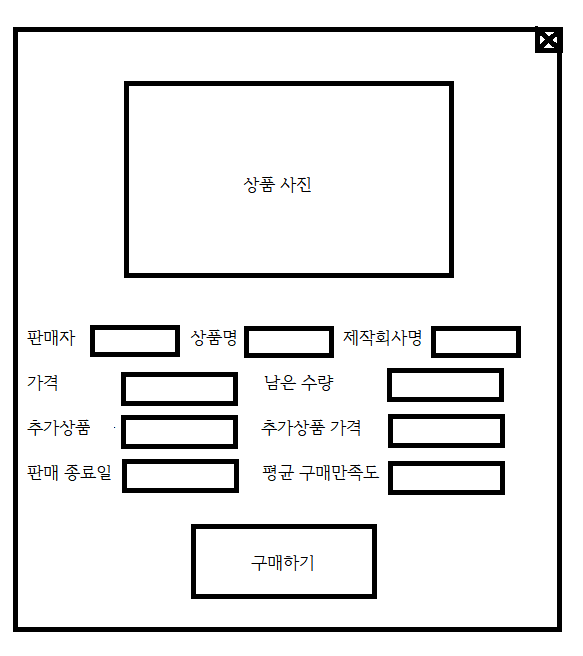 상품 사진
판매자 상품명 제작회사명
가격 남은 수량
추가상품 추가상품 가격
판매 종료일 평균 구매만족도
구매하기